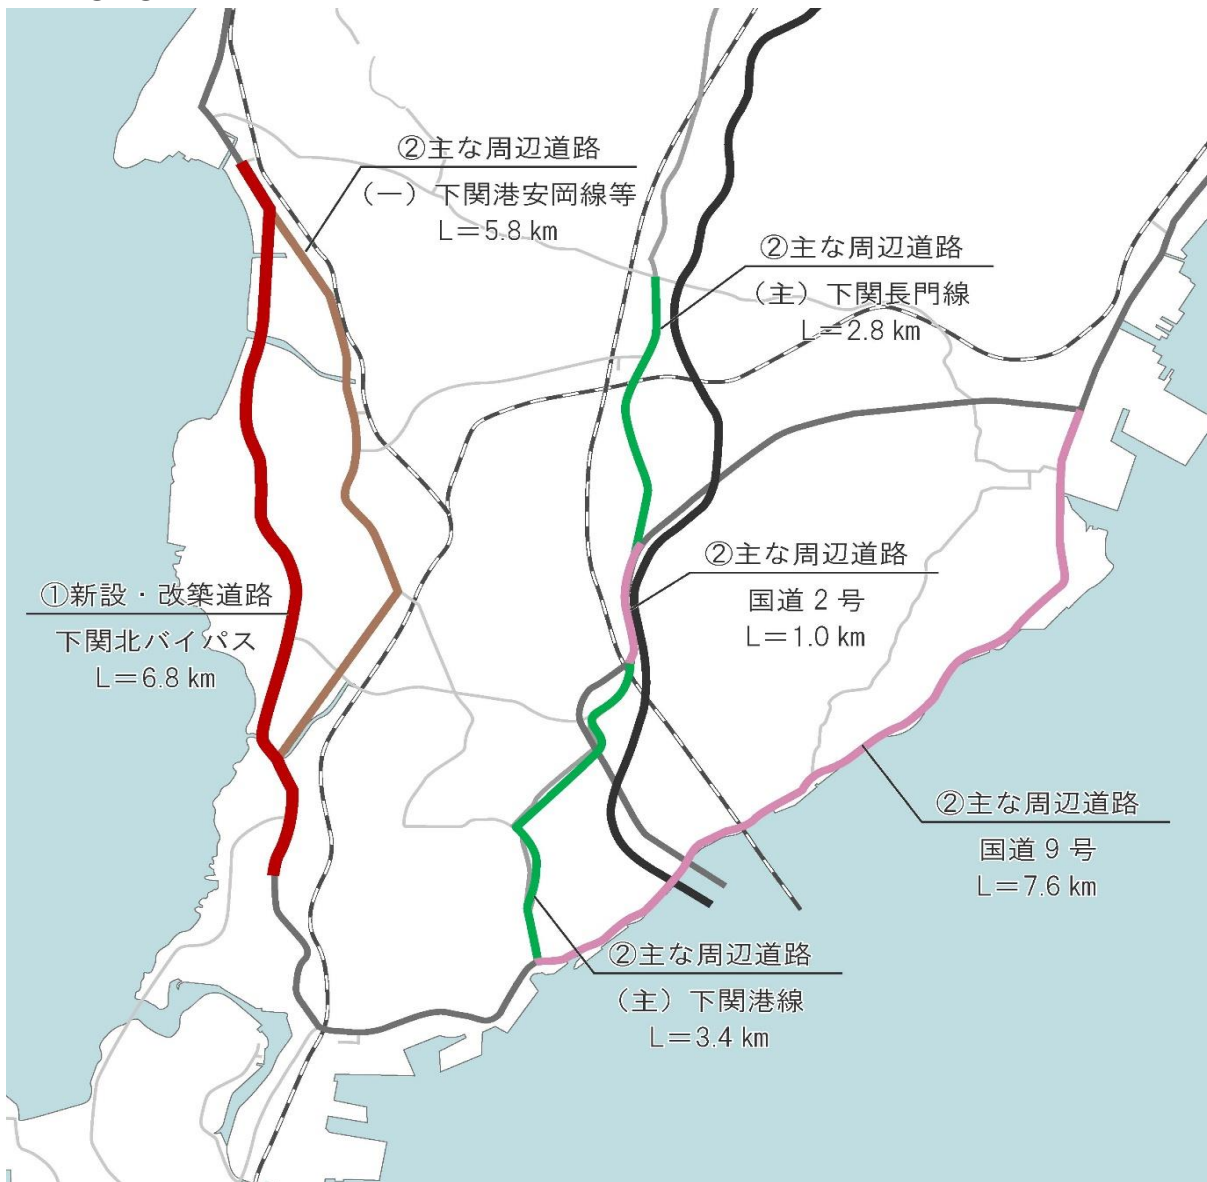 ②主な周辺道路
（一）下関港安岡線等
L＝5.8 km
②主な周辺道路
（主）下関長門線
L＝2.8 km
②主な周辺道路
国道 2 号
L＝1.0 km
①新設・改築道路
下関北バイパス
L＝6.8 km
②主な周辺道路
国道 9 号
L＝7.6 km
②主な周辺道路
（主）下関港線
L＝3.4 km